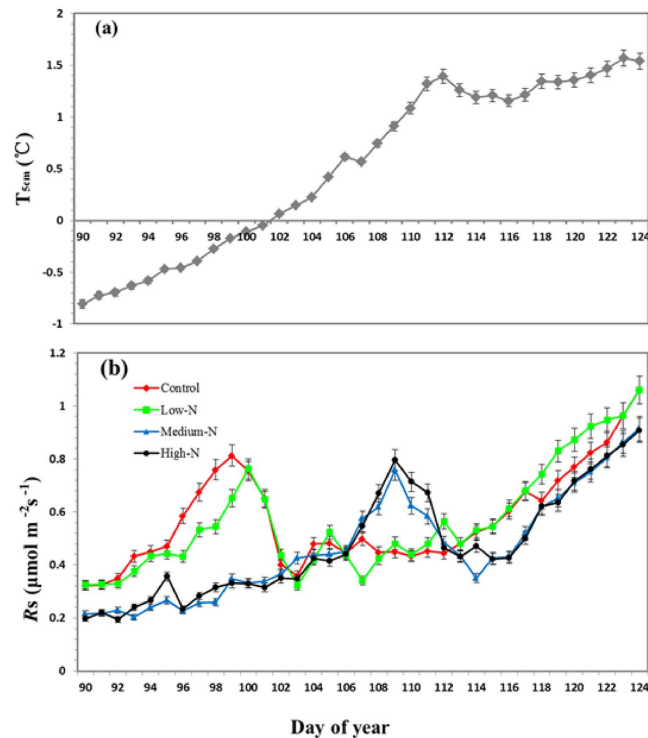 (a)
T5cm (℃)
2
1.5
1
0.5
0
-0.5
-1
90 92 94 96 98 100 102 104 106 108 110 112 114 116 118 120 122 124
(b)
Control
Low-N
Medium-N
High-N
Rs (μmol m⁻²s⁻¹)
1.2
1
0.8
0.6
0.4
0.2
0
90 92 94 96 98 100 102 104 106 108 110 112 114 116 118 120 122 124
Day of year